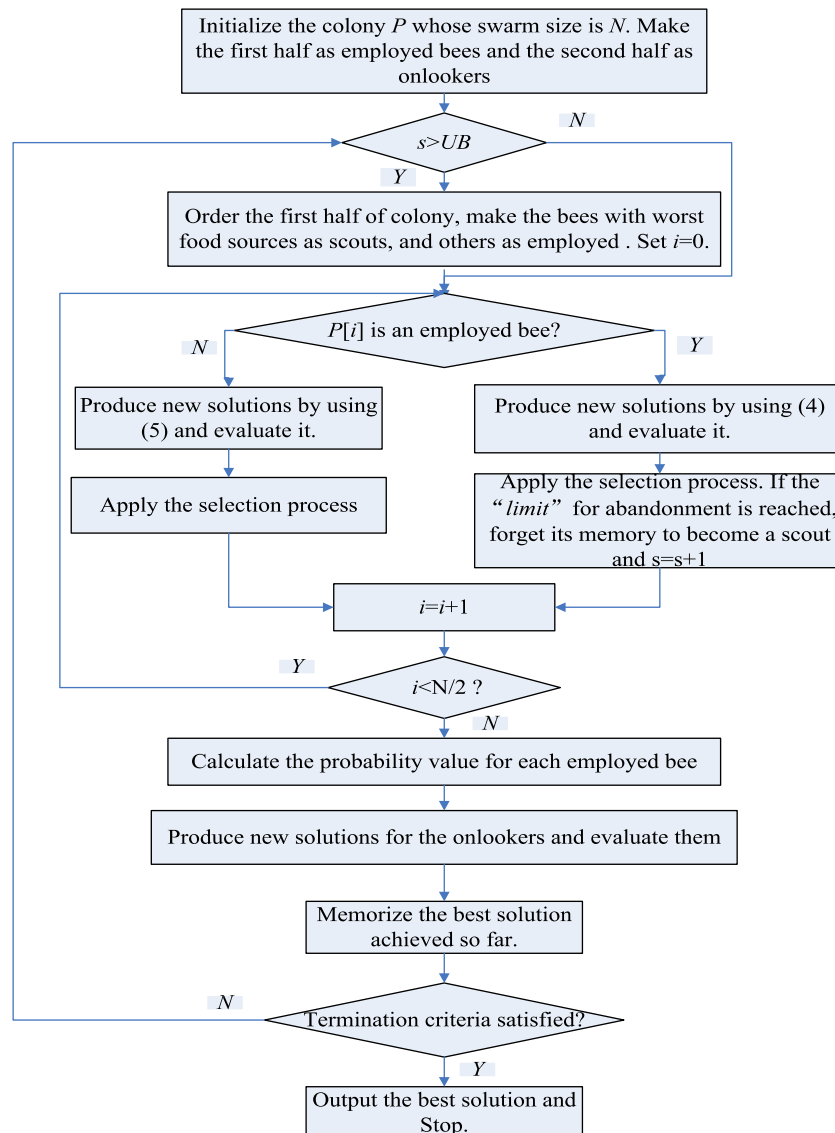 Initialize the colony P whose swarm size is N. Make
the first half as employed bees and the second half as
onlookers
s>UB
N
Y
Order the first half of colony, make the bees with worst
food sources as scouts, and others as employed . Set i=0.
P[i] is an employed bee?
N
Y
Produce new solutions by using
(5) and evaluate it.
Produce new solutions by using (4)
and evaluate it.
Apply the selection process
Apply the selection process. If the
“limit” for abandonment is reached,
forget its memory to become a scout
and s=s+1
i=i+1
Y
i<N/2 ?
N
Calculate the probability value for each employed bee
Produce new solutions for the onlookers and evaluate them
Memorize the best solution
achieved so far.
N
Termination criteria satisfied?
Y
Output the best solution and
Stop.